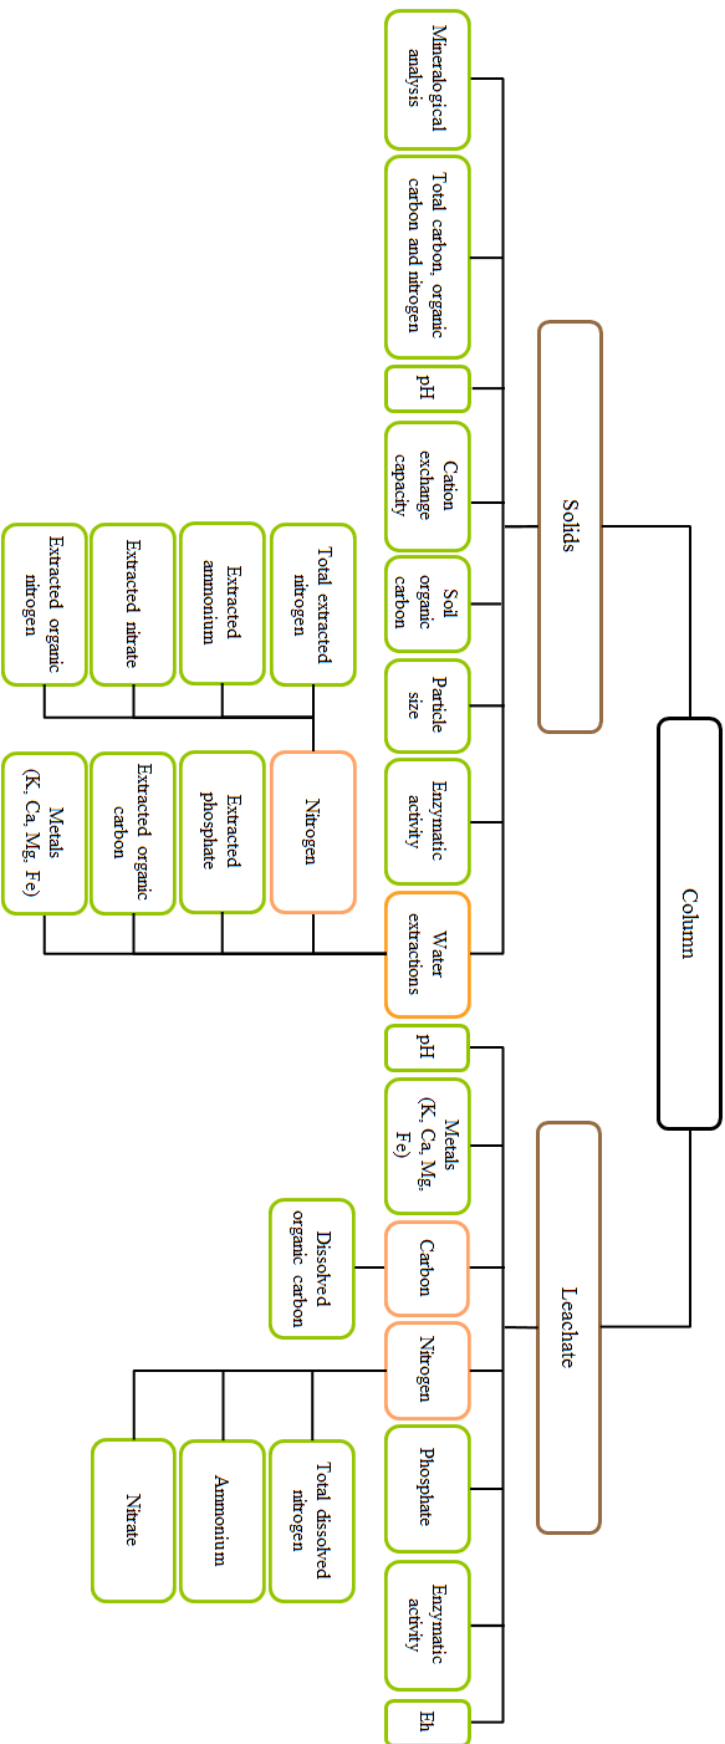 Column
Solids
Leachate
Mineralogical
analysis
Total carbon, organic
carbon and nitrogen
pH
Cation
exchange
capacity
Soil
organic
carbon
Particle
size
Enzymatic
activity
Water
extractions
pH
Metals
(K, Ca, Mg,
Fe)
Carbon
Nitrogen
Phosphate
Enzymatic
activity
Eh
Total extracted
nitrogen
Nitrogen
Dissolved
organic carbon
Total dissolved
nitrogen
Extracted
ammonium
Extracted
phosphate
Ammonium
Extracted nitrate
Extracted organic
carbon
Nitrate
Extracted organic
nitrogen
Metals
(K, Ca, Mg, Fe)